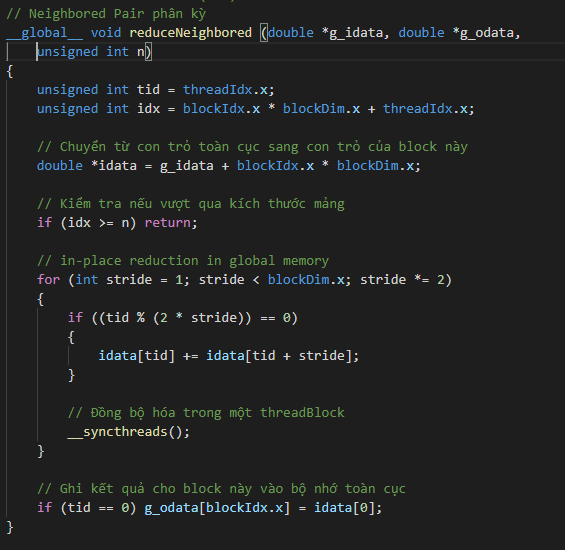 // Neighbored Pair phân kỳ
__global__ void reduceNeighbored (double *g_idata, double *g_odata,
    unsigned int n)
{
    unsigned int tid = threadIdx.x;
    unsigned int idx = blockIdx.x * blockDim.x + threadIdx.x;

    // Chuyển từ con trỏ toàn cục sang con trỏ của block này
    double *idata = g_idata + blockIdx.x * blockDim.x;

    // Kiểm tra nếu vượt qua kích thước mảng
    if (idx >= n) return;

    // in-place reduction in global memory
    for (int stride = 1; stride < blockDim.x; stride *= 2)
    {
        if ((tid % (2 * stride)) == 0)
        {
            idata[tid] += idata[tid + stride];
        }

        // Đồng bộ hóa trong một threadBlock
        __syncthreads();
    }

    // Ghi kết quả cho block này vào bộ nhớ toàn cục
    if (tid == 0) g_odata[blockIdx.x] = idata[0];
}